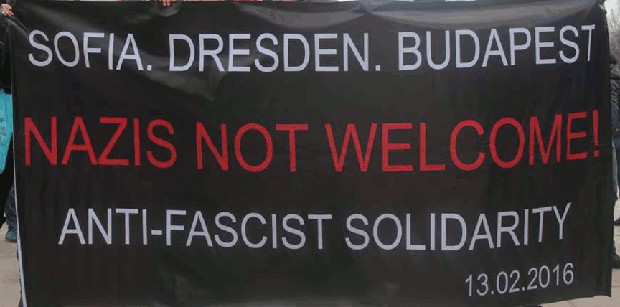 SOFIA. DRESDEN. BUDAPEST
NAZIS NOT WELCOME!
ANTI-FASCIST SOLIDARITY
13.02.2016